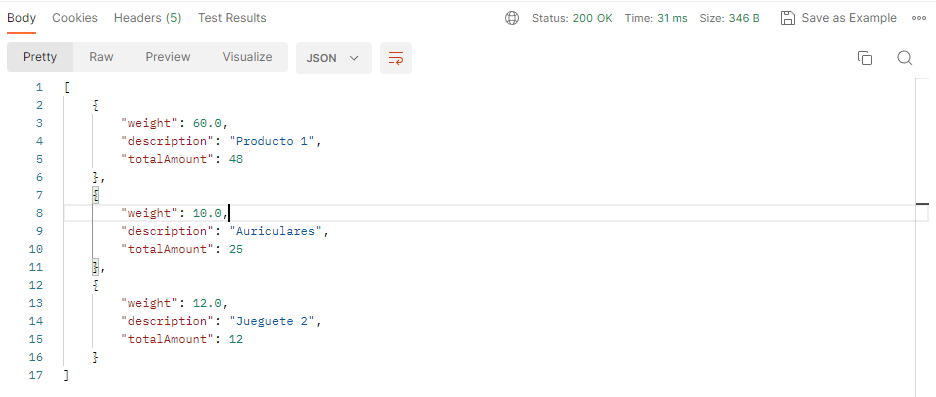 Body Cookies Headers (5) Test Results Status: 200 OK Time: 31 ms Size: 346 B Save as Example
Pretty Raw Preview Visualize JSON
1 [
2 {
3 "weight": 60.0,
4 "description": "Producto 1",
5 "totalAmount": 48
6 },
7 {
8 "weight": 10.0,
9 "description": "Auriculares",
10 "totalAmount": 25
11 },
12 {
13 "weight": 12.0,
14 "description": "Jueguete 2",
15 "totalAmount": 12
16 }
17 ]